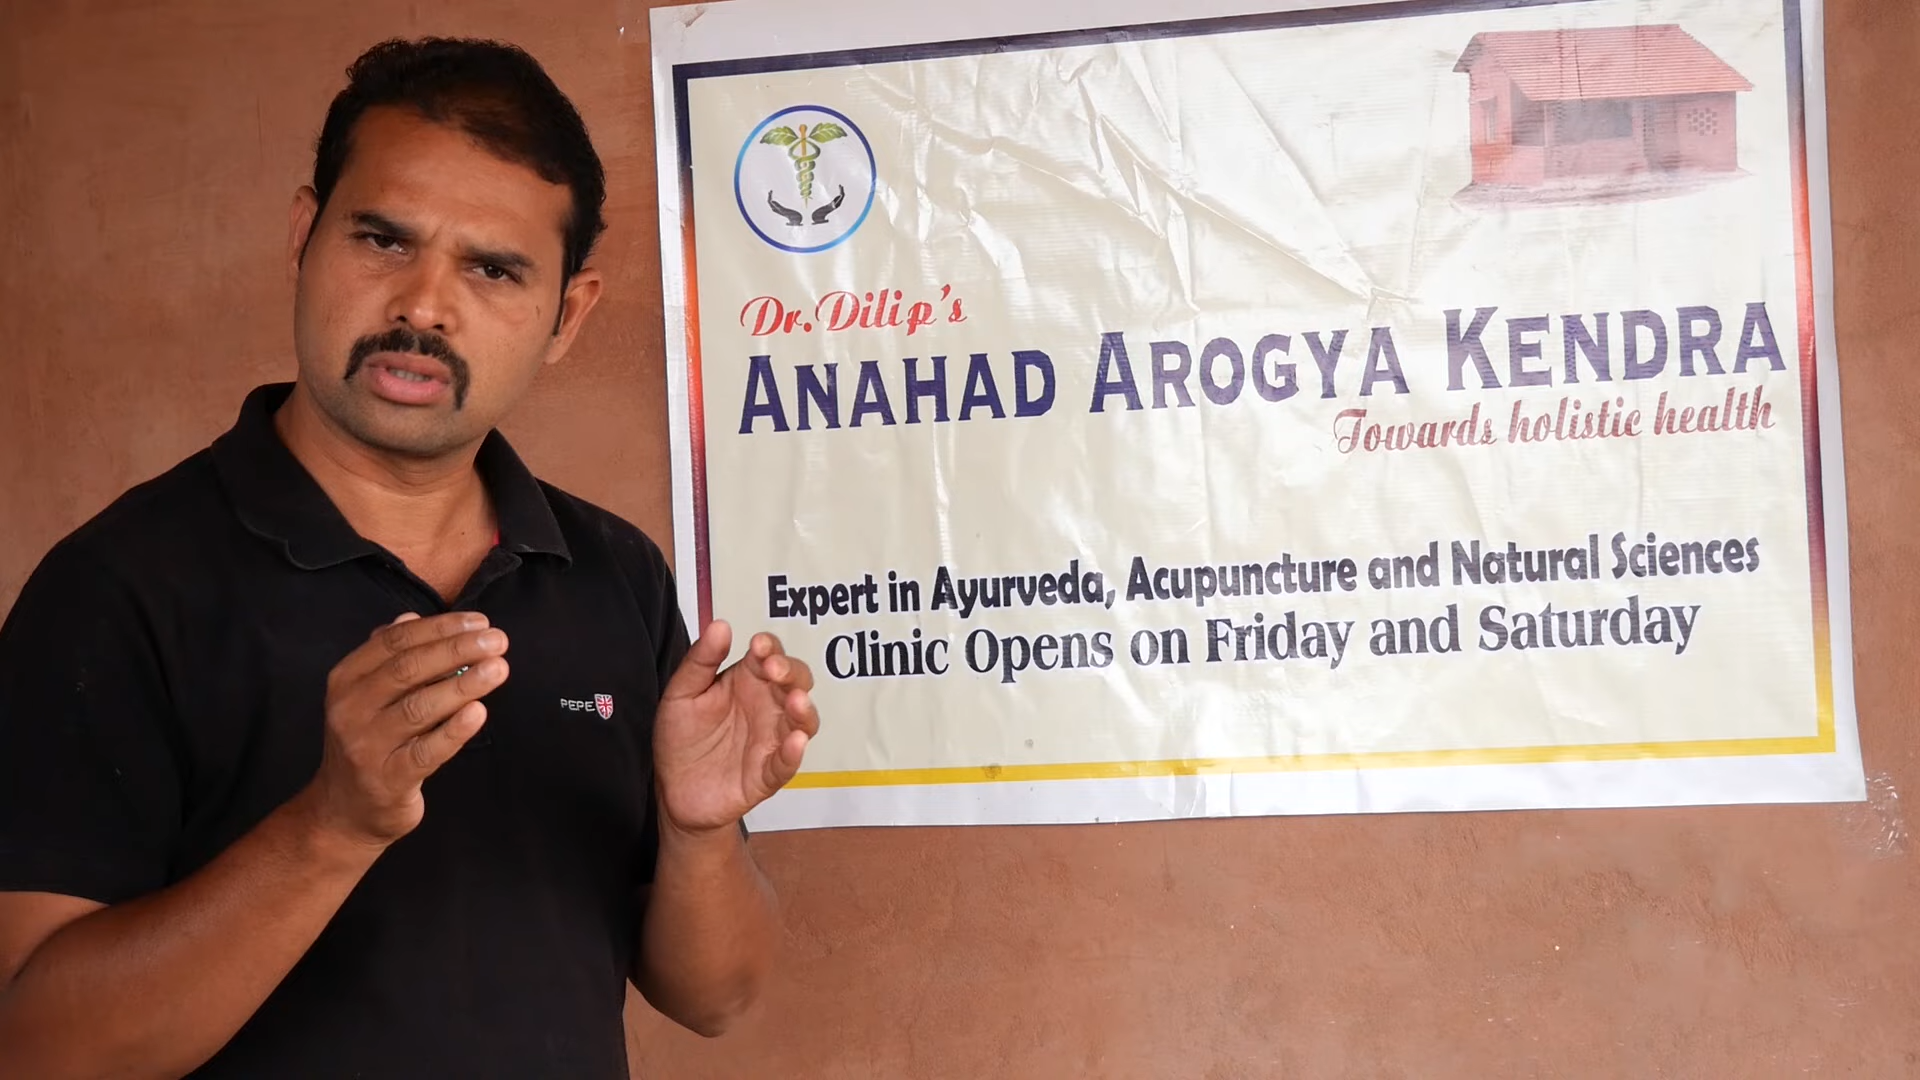 Dr. Dilip's
ANAHAD AROGYA KENDRA
Towards holistic health
Expert in Ayurveda, Acupuncture and Natural Sciences
Clinic Opens on Friday and Saturday
PEPE